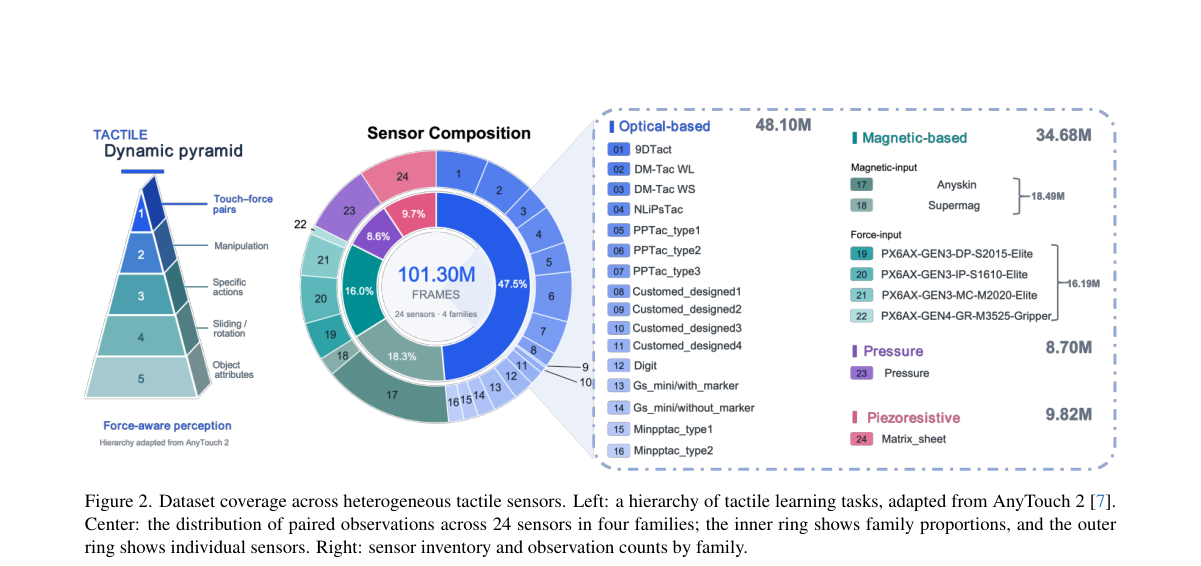 TACTILE
Dynamic pyramid
1
2
3
4
5
Touch–force
pairs
Manipulation
Specific
actions
Sliding /
rotation
Object
attributes
Force-aware perception
Hierarchy adapted from AnyTouch 2
Sensor Composition
1
2
3
4
5
6
7
8
9
10
11
12
13
14
15
16
17
18
19
20
21
22
23
24
47.5%
18.3%
16.0%
8.6%
9.7%
101.30M
FRAMES
24 sensors · 4 families
Optical-based 48.10M
01 9DTact
02 DM-Tac WL
03 DM-Tac WS
04 NLiPsTac
05 PPTac_type1
06 PPTac_type2
07 PPTac_type3
08 Customed_designed1
09 Customed_designed2
10 Customed_designed3
11 Customed_designed4
12 Digit
13 Gs_mini/with_marker
14 Gs_mini/without_marker
15 Minpptac_type1
16 Minpptac_type2
Magnetic-based 34.68M
Magnetic-input
17 Anyskin
18 Supermag
18.49M
Force-input
19 PX6AX-GEN3-DP-S2015-Elite
20 PX6AX-GEN3-IP-S1610-Elite
21 PX6AX-GEN3-MC-M2020-Elite
22 PX6AX-GEN4-GR-M3525-Gripper
16.19M
Pressure 8.70M
23 Pressure
Piezoresistive 9.82M
24 Matrix_sheet
Figure 2. Dataset coverage across heterogeneous tactile sensors. Left: a hierarchy of tactile learning tasks, adapted from AnyTouch 2 [7].
Center: the distribution of paired observations across 24 sensors in four families; the inner ring shows family proportions, and the outer
ring shows individual sensors. Right: sensor inventory and observation counts by family.